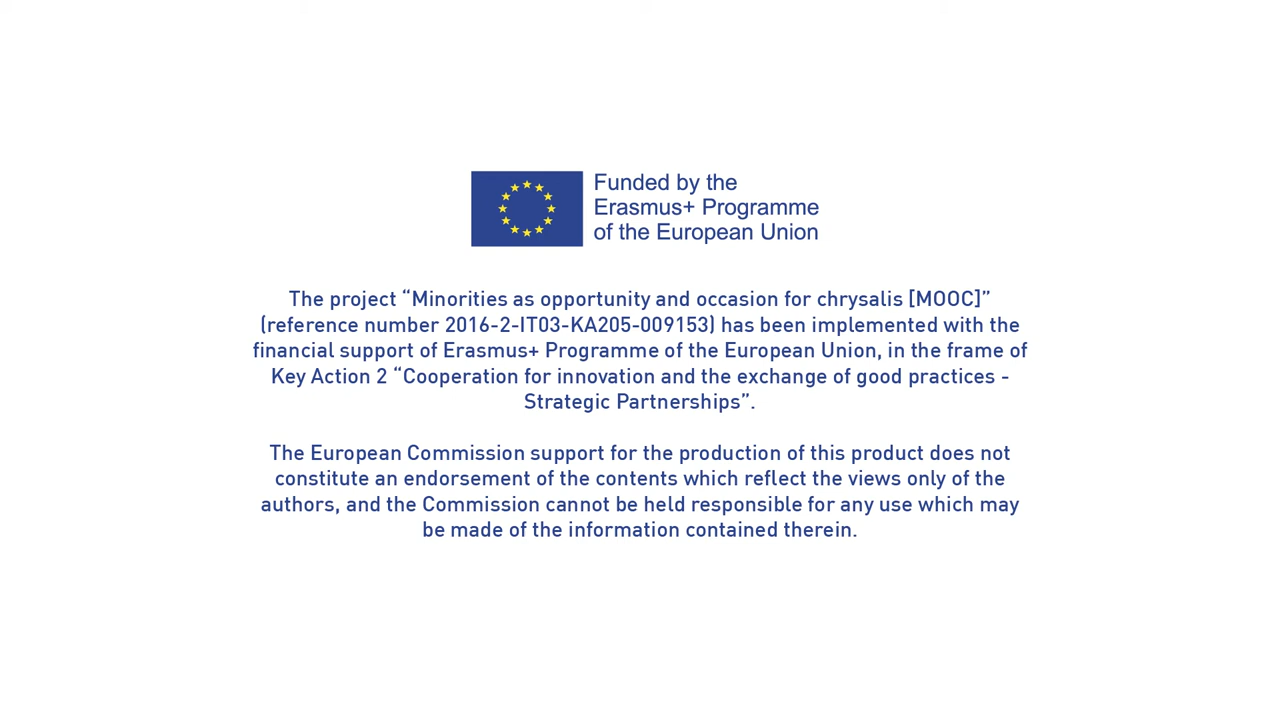 Funded by the
Erasmus+ Programme
of the European Union
The project “Minorities as opportunity and occasion for chrysalis [MOOC]”
(reference number 2016-2-IT03-KA205-009153) has been implemented with the
financial support of Erasmus+ Programme of the European Union, in the frame of
Key Action 2 “Cooperation for innovation and the exchange of good practices -
Strategic Partnerships”.
The European Commission support for the production of this product does not
constitute an endorsement of the contents which reflect the views only of the
authors, and the Commission cannot be held responsible for any use which may
be made of the information contained therein.